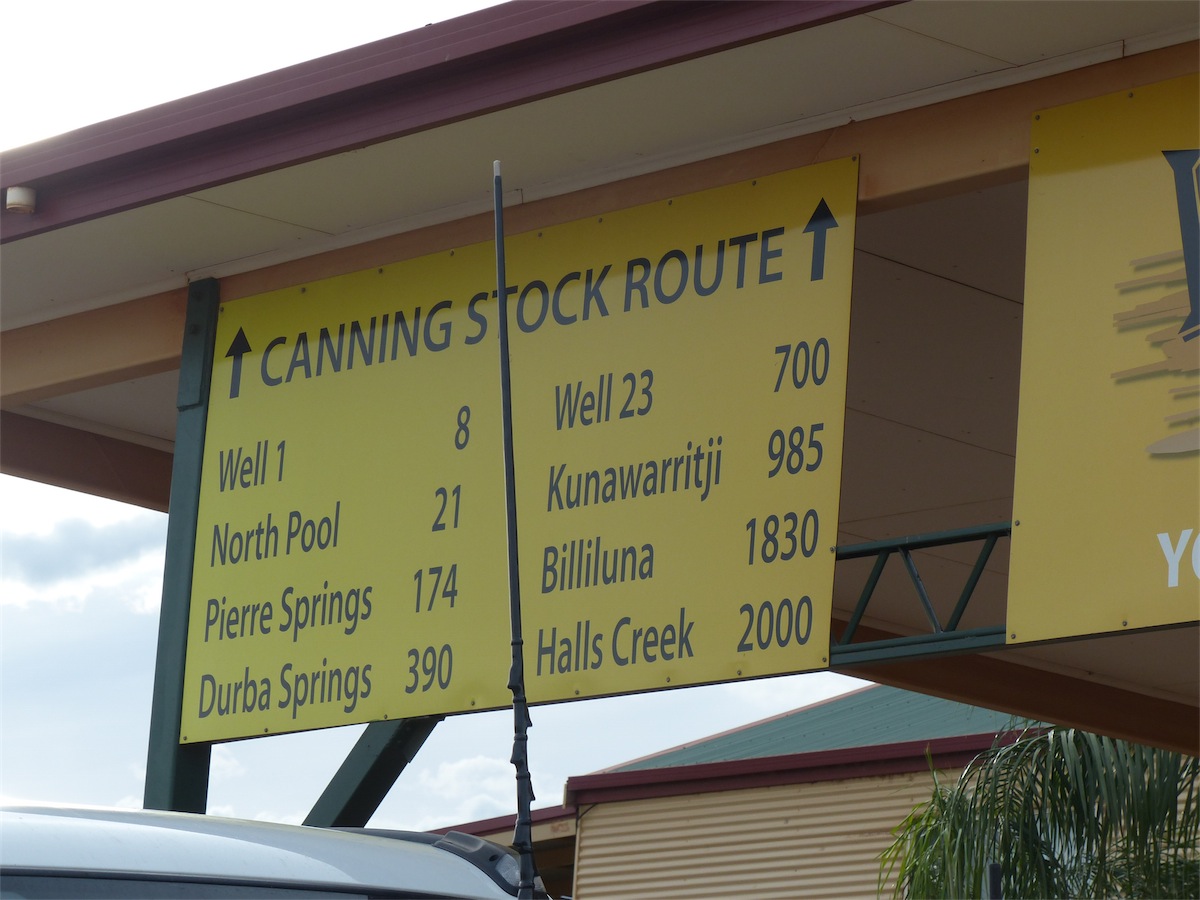 ↑ CANNING STOCK ROUTE ↑
Well 1 8
North Pool 21
Pierre Springs 174
Durba Springs 390
Well 23 700
Kunawarritji 985
Billiluna 1830
Halls Creek 2000